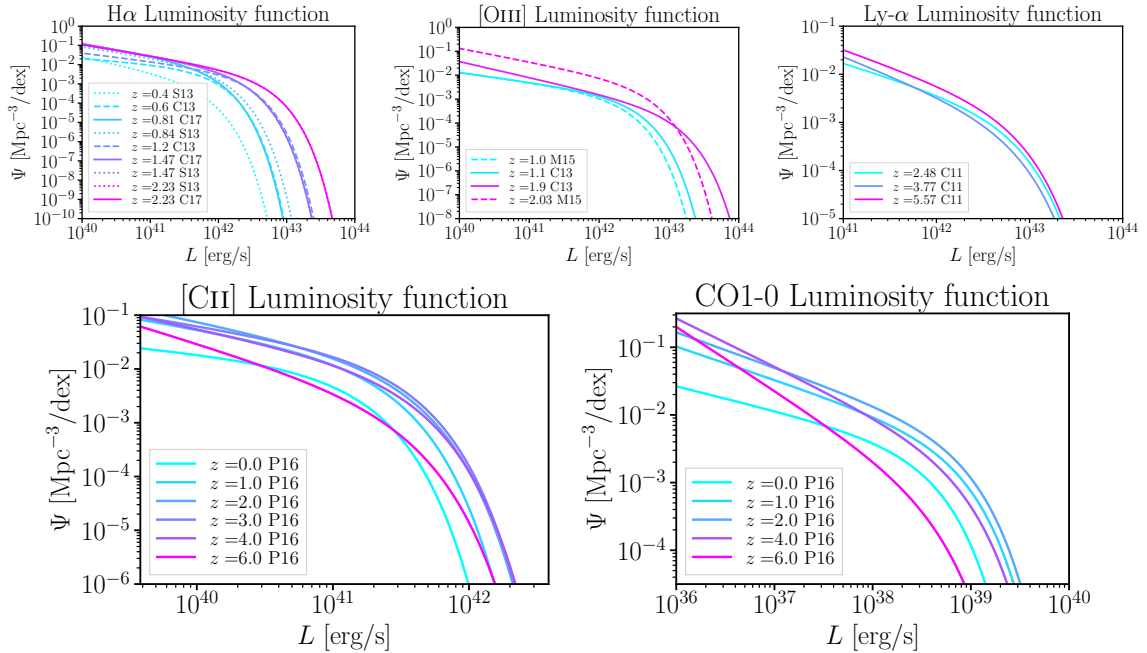 Hα Luminosity function
Ψ [Mpc⁻³/dex]
10⁰
10⁻¹
10⁻²
10⁻³
10⁻⁴
10⁻⁵
10⁻⁶
10⁻⁷
10⁻⁸
10⁻⁹
10⁻¹⁰
z =0.4 S13
z =0.6 C13
z =0.81 C17
z =0.84 S13
z =1.2 C13
z =1.47 C17
z =1.47 S13
z =2.23 S13
z =2.23 C17
10⁴⁰ 10⁴¹ 10⁴² 10⁴³ 10⁴⁴
L [erg/s]
[OIII] Luminosity function
Ψ [Mpc⁻³/dex]
10⁰
10⁻¹
10⁻²
10⁻³
10⁻⁴
10⁻⁵
10⁻⁶
10⁻⁷
10⁻⁸
z =1.0 M15
z =1.1 C13
z =1.9 C13
z =2.03 M15
10⁴⁰ 10⁴¹ 10⁴² 10⁴³ 10⁴⁴
L [erg/s]
Ly-α Luminosity function
Ψ [Mpc⁻³/dex]
10⁻¹
10⁻²
10⁻³
10⁻⁴
10⁻⁵
z =2.48 C11
z =3.77 C11
z =5.57 C11
10⁴¹ 10⁴² 10⁴³ 10⁴⁴
L [erg/s]
[CII] Luminosity function
Ψ [Mpc⁻³/dex]
10⁻¹
10⁻²
10⁻³
10⁻⁴
10⁻⁵
10⁻⁶
z =0.0 P16
z =1.0 P16
z =2.0 P16
z =3.0 P16
z =4.0 P16
z =6.0 P16
10⁴⁰ 10⁴¹ 10⁴²
L [erg/s]
CO1-0 Luminosity function
Ψ [Mpc⁻³/dex]
10⁻¹
10⁻²
10⁻³
10⁻⁴
z =0.0 P16
z =1.0 P16
z =2.0 P16
z =4.0 P16
z =6.0 P16
10³⁶ 10³⁷ 10³⁸ 10³⁹ 10⁴⁰
L [erg/s]